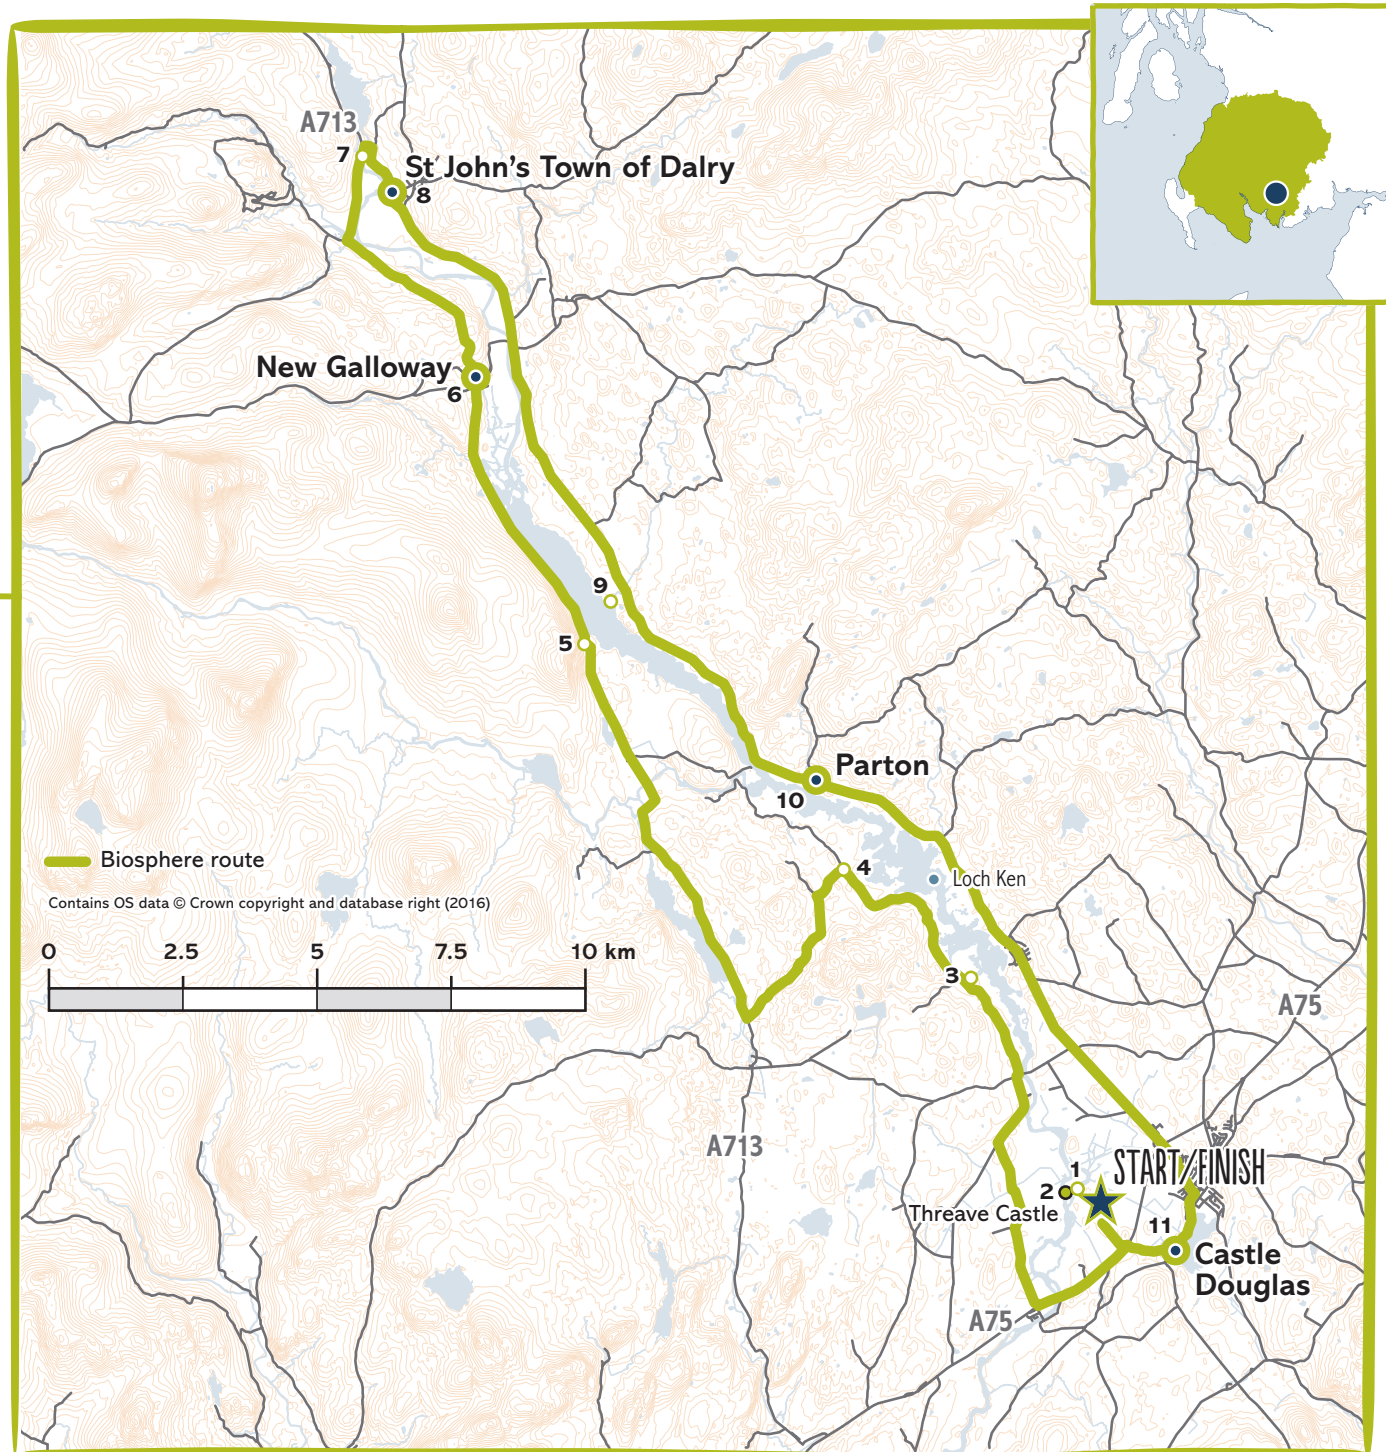 A713
7
St John's Town of Dalry
8
New Galloway
6
9
5
Parton
10
Biosphere route
4
Loch Ken
Contains OS data © Crown copyright and database right (2016)
0 2.5 5 7.5 10 km
3
A75
A713
START/FINISH
1
2
Threave Castle
11
Castle
Douglas
A75